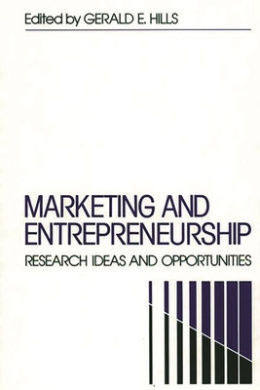 Edited by GERALD E. HILLS
MARKETING AND
ENTREPRENEURSHIP
RESEARCH IDEAS AND OPPORTUNITIES